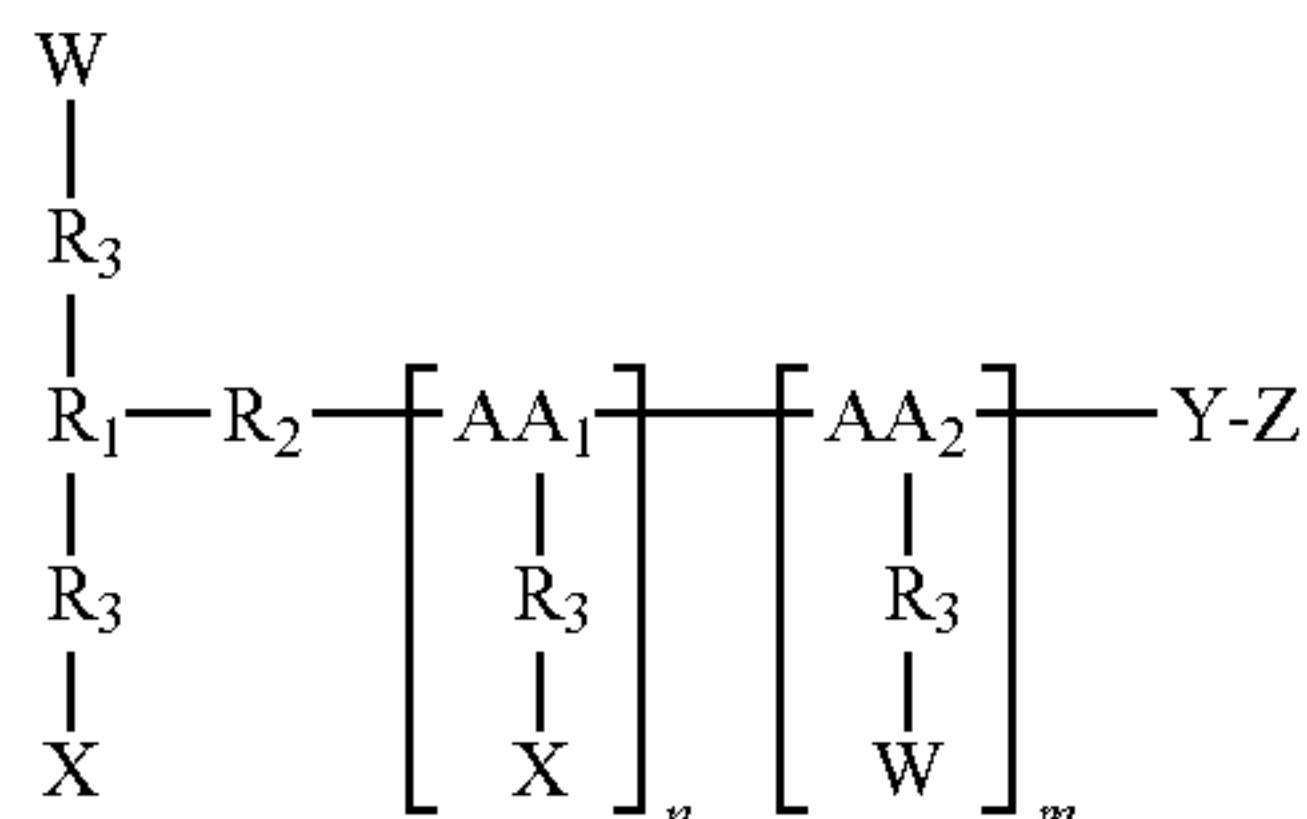 W
R₃
R₁—R₂—[AA₁]—[AA₂]—Y-Z
R₃ R₃ R₃
X X W
n m